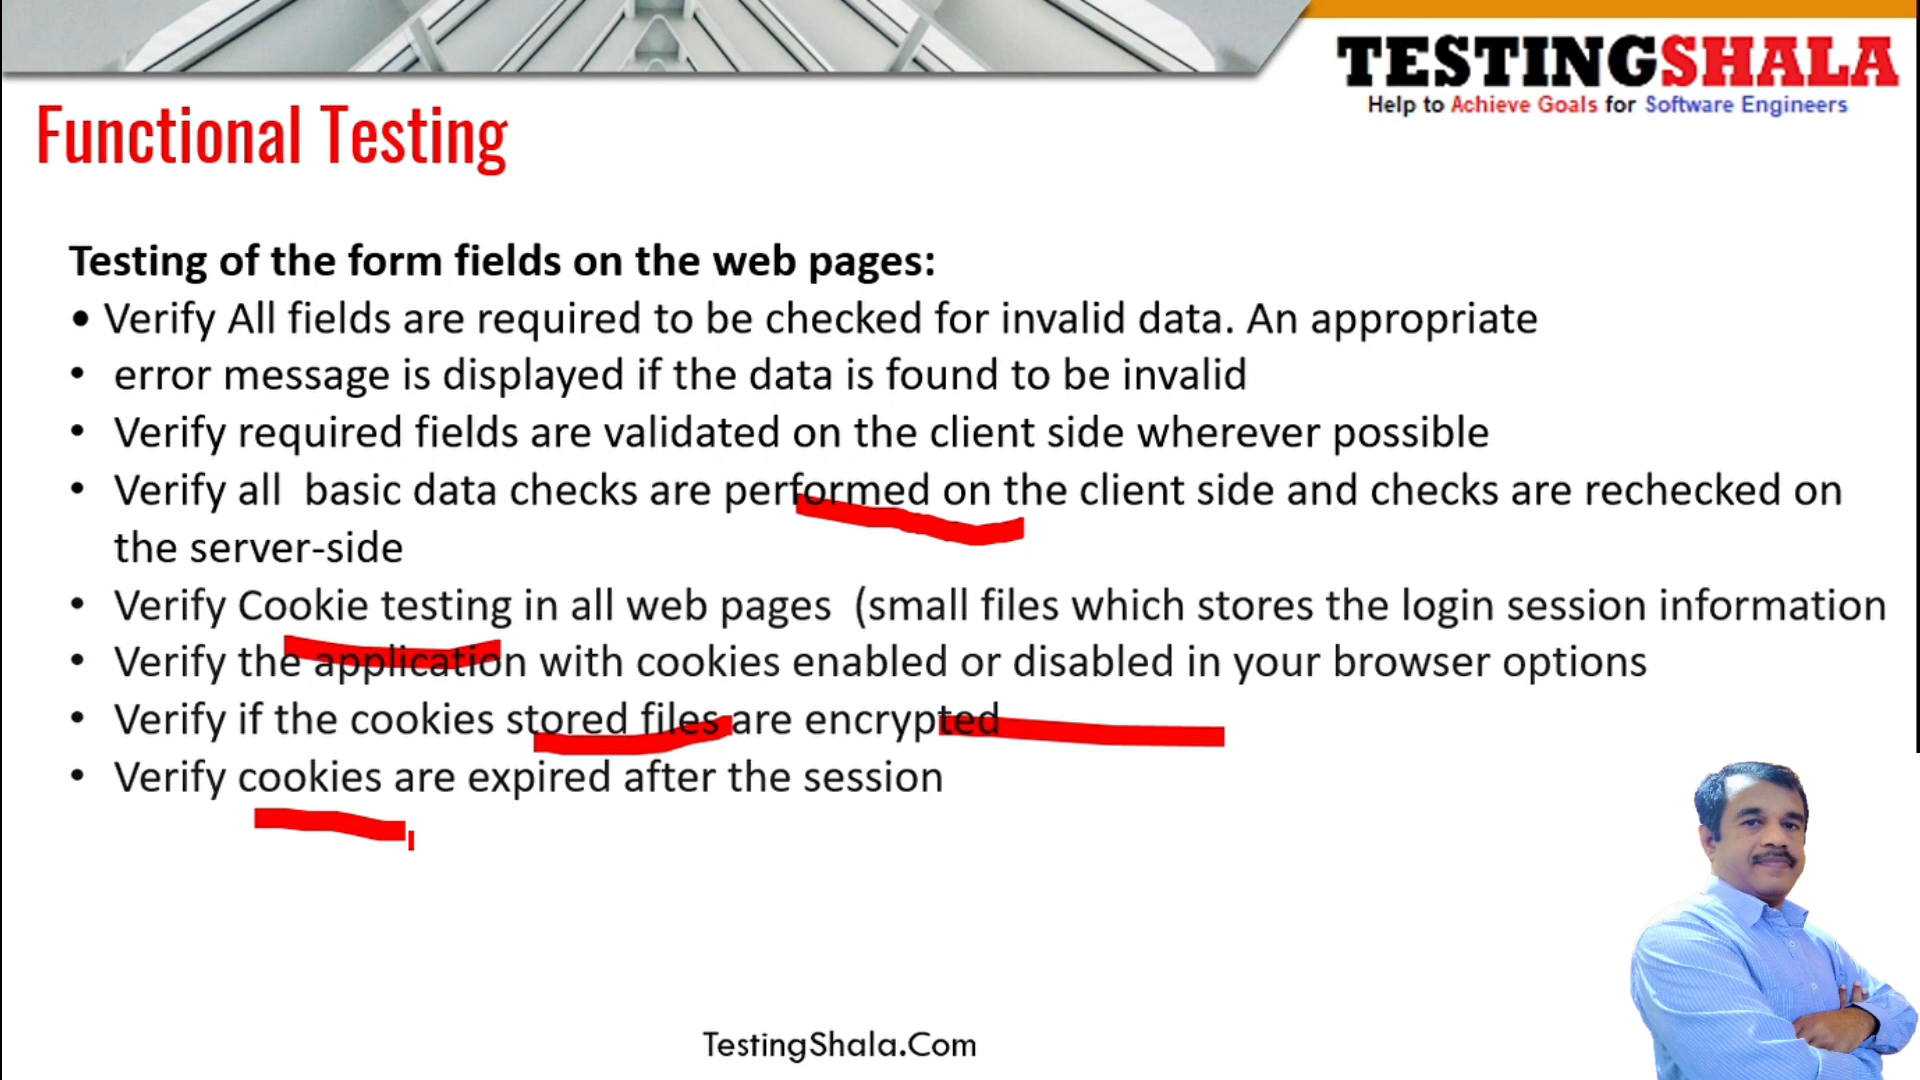 TESTINGSHALA
Help to Achieve Goals for Software Engineers
Functional Testing
Testing of the form fields on the web pages:
• Verify All fields are required to be checked for invalid data. An appropriate
• error message is displayed if the data is found to be invalid
• Verify required fields are validated on the client side wherever possible
• Verify all  basic data checks are performed on the client side and checks are rechecked on
the server-side
• Verify Cookie testing in all web pages  (small files which stores the login session information
• Verify the application with cookies enabled or disabled in your browser options
• Verify if the cookies stored files are encrypted
• Verify cookies are expired after the session
TestingShala.Com